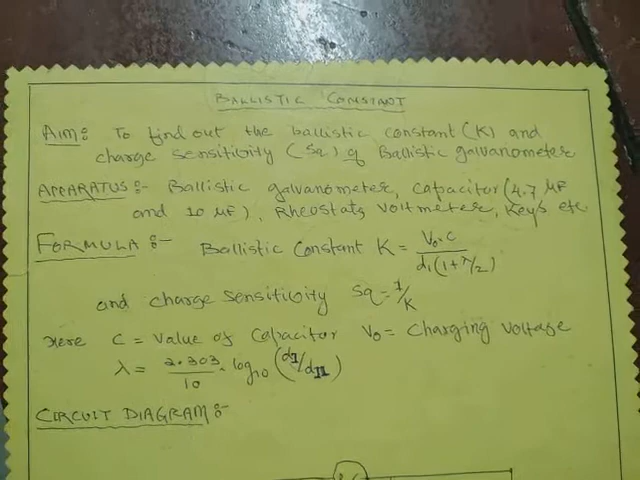 BALLISTIC CONSTANT
AIM:- To find out the ballistic constant (K) and
charge sensitivity (Sq) of Ballistic galvanometer
APPARATUS:- Ballistic galvanometer, capacitor (4.7 μF
and 10 μF), Rheostats, Voltmeter, Keys etc
FORMULA:- Ballistic Constant K = V₀·C / d₁(1+λ/2)
and charge sensitivity Sq = 1/K
Here C = Value of Capacitor V₀ = Charging Voltage
λ = 2.303/10 · log₁₀ (dI/dII)
CIRCUIT DIAGRAM:-